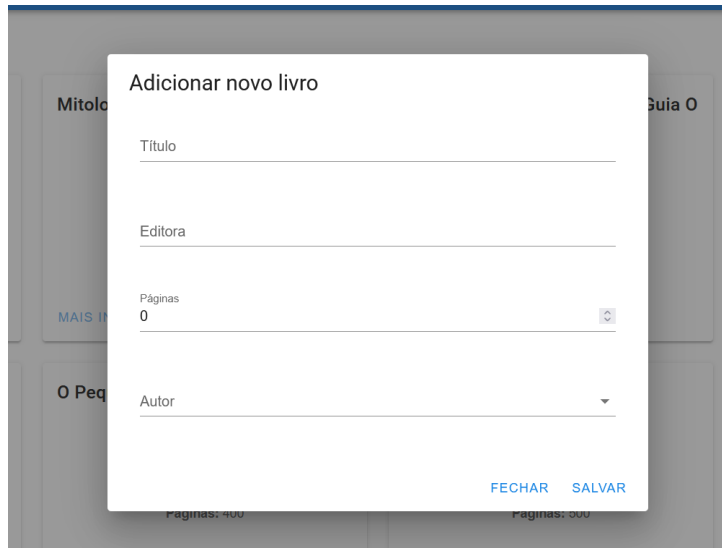 Adicionar novo livro
Mitolo
Guia O
Título
Editora
Páginas
0
MAIS IN
O Peq
Autor
FECHAR SALVAR
Páginas: 400
Páginas: 500